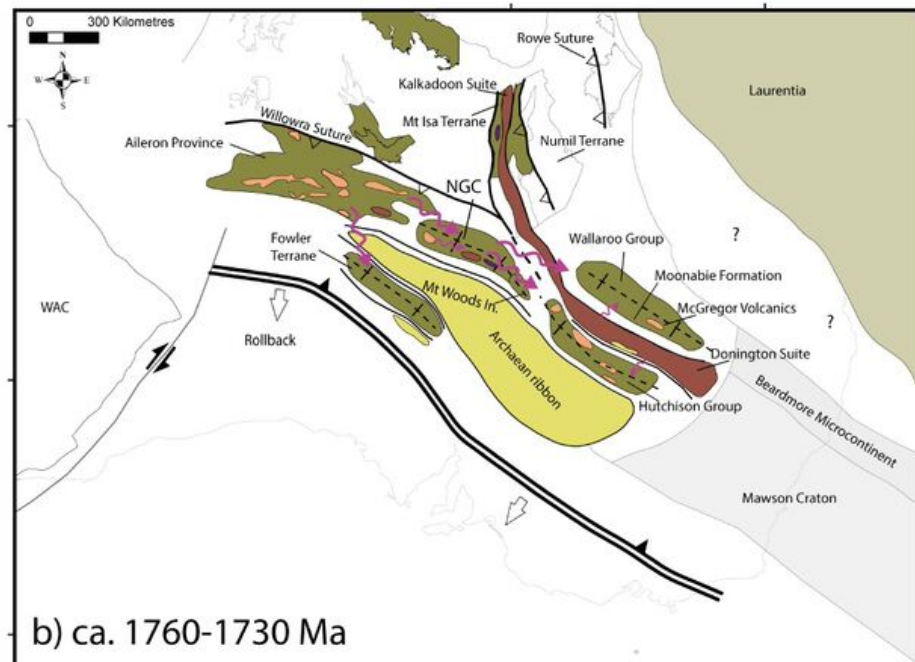 0 300 Kilometres
N
W E
S
Rowe Suture
Kalkadoon Suite
Laurentia
Mt Isa Terrane
Willowra Suture
Numil Terrane
Aileron Province
NGC
Wallaroo Group
?
Fowler
Terrane
Moonabie Formation
Mt Woods In.
McGregor Volcanics
?
WAC
Rollback
Donington Suite
Archaean ribbon
Hutchison Group
Beardmore Microcontinent
Mawson Craton
b) ca. 1760-1730 Ma